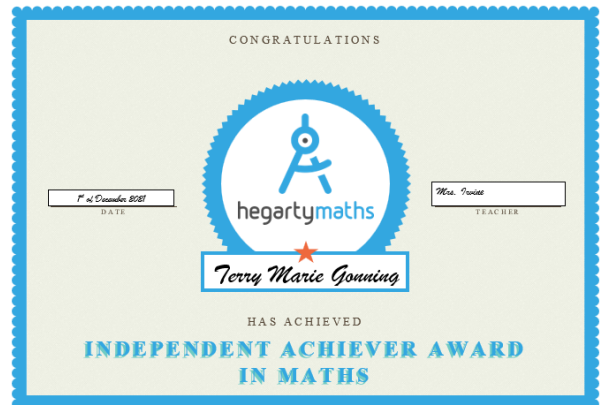 CONGRATULATIONS
hegartymaths
1st of December 2021
DATE
Mrs. Irvine
TEACHER
Terry Marie Gonning
HAS ACHIEVED
INDEPENDENT ACHIEVER AWARD
IN MATHS